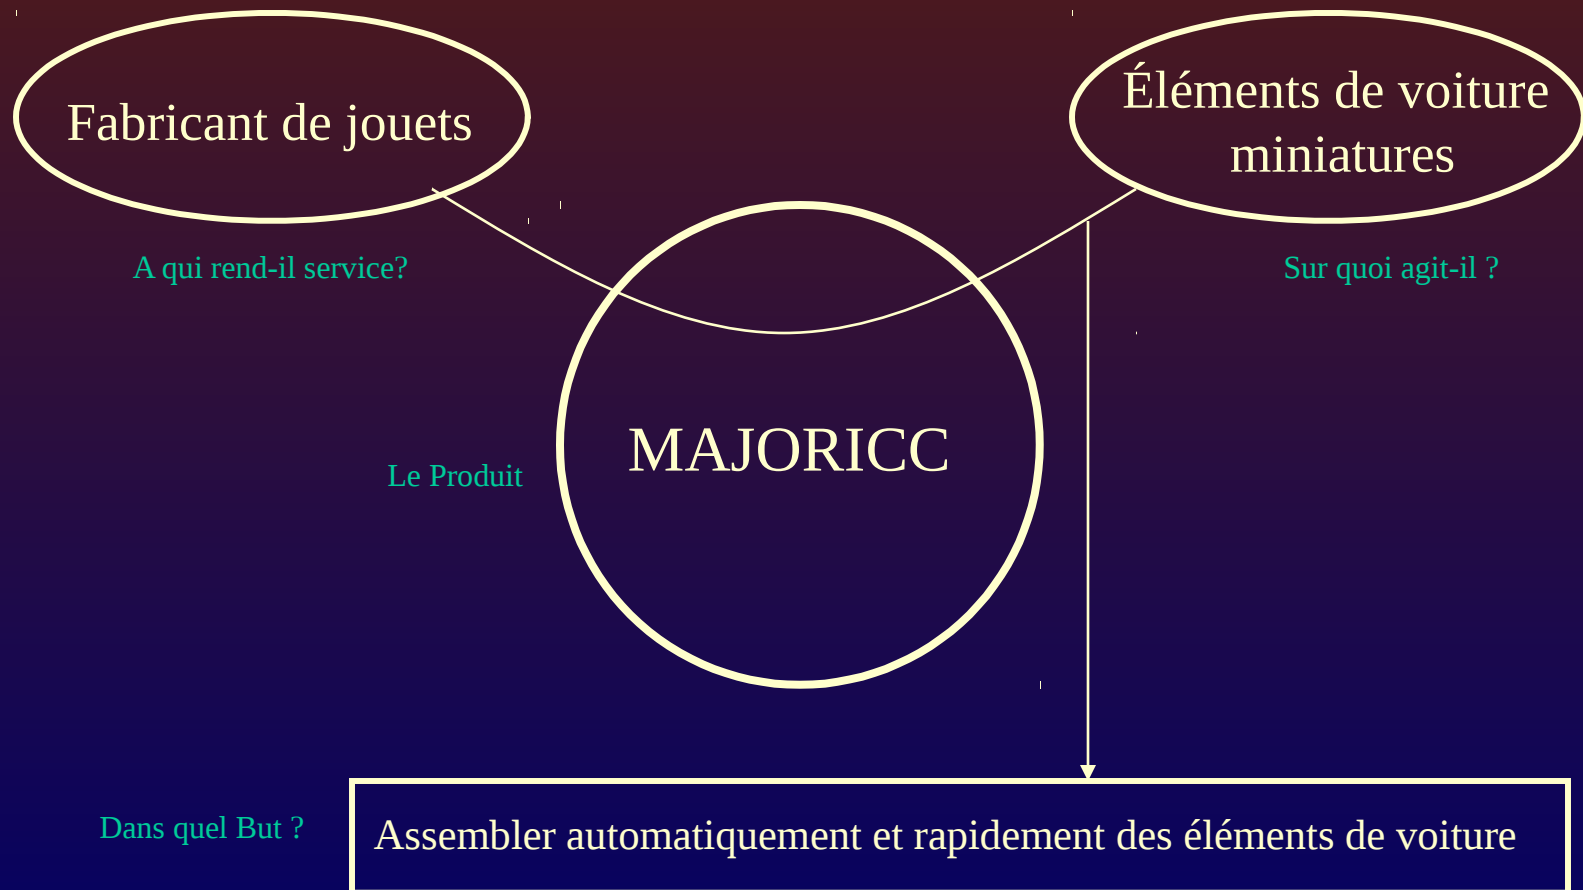 Fabricant de jouets
Éléments de voiture
miniatures
A qui rend-il service?
Sur quoi agit-il ?
MAJORICC
Le Produit
Dans quel But ?
Assembler automatiquement et rapidement des éléments de voiture